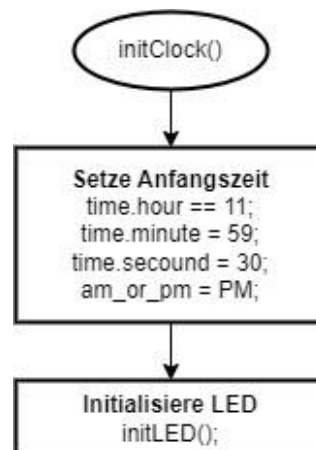 initClock()
Setze Anfangszeit
time.hour == 11;
time.minute = 59;
time.secound = 30;
am_or_pm = PM;
Initialisiere LED
initLED();